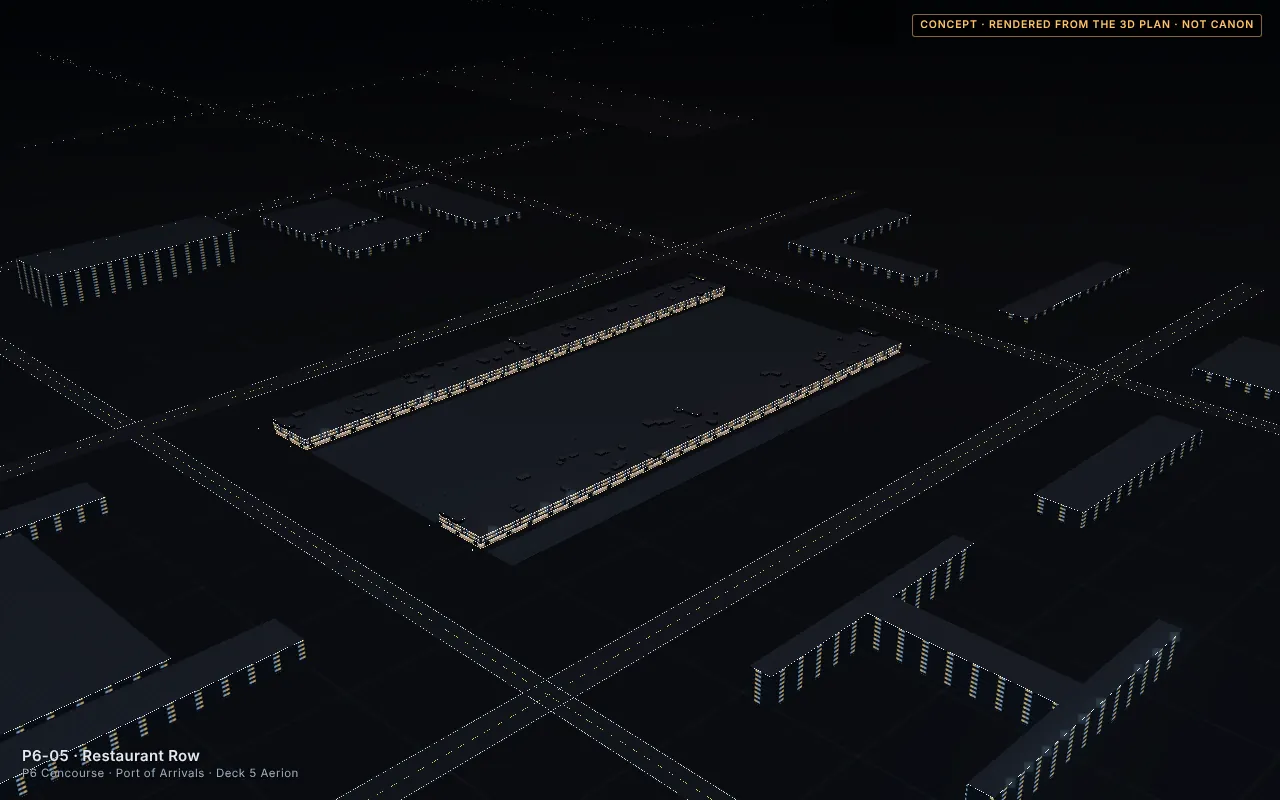 CONCEPT · RENDERED FROM THE 3D PLAN · NOT CANON
P6-05 · Restaurant Row
P6 Concourse · Port of Arrivals · Deck 5 Aerion